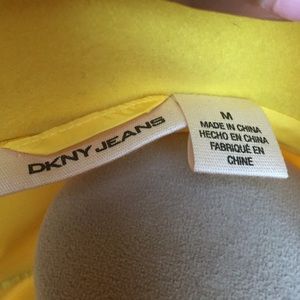 DKNY JEANS
M
MADE IN CHINA
HECHO EN CHINA
FABRIQUÉ EN
CHINE